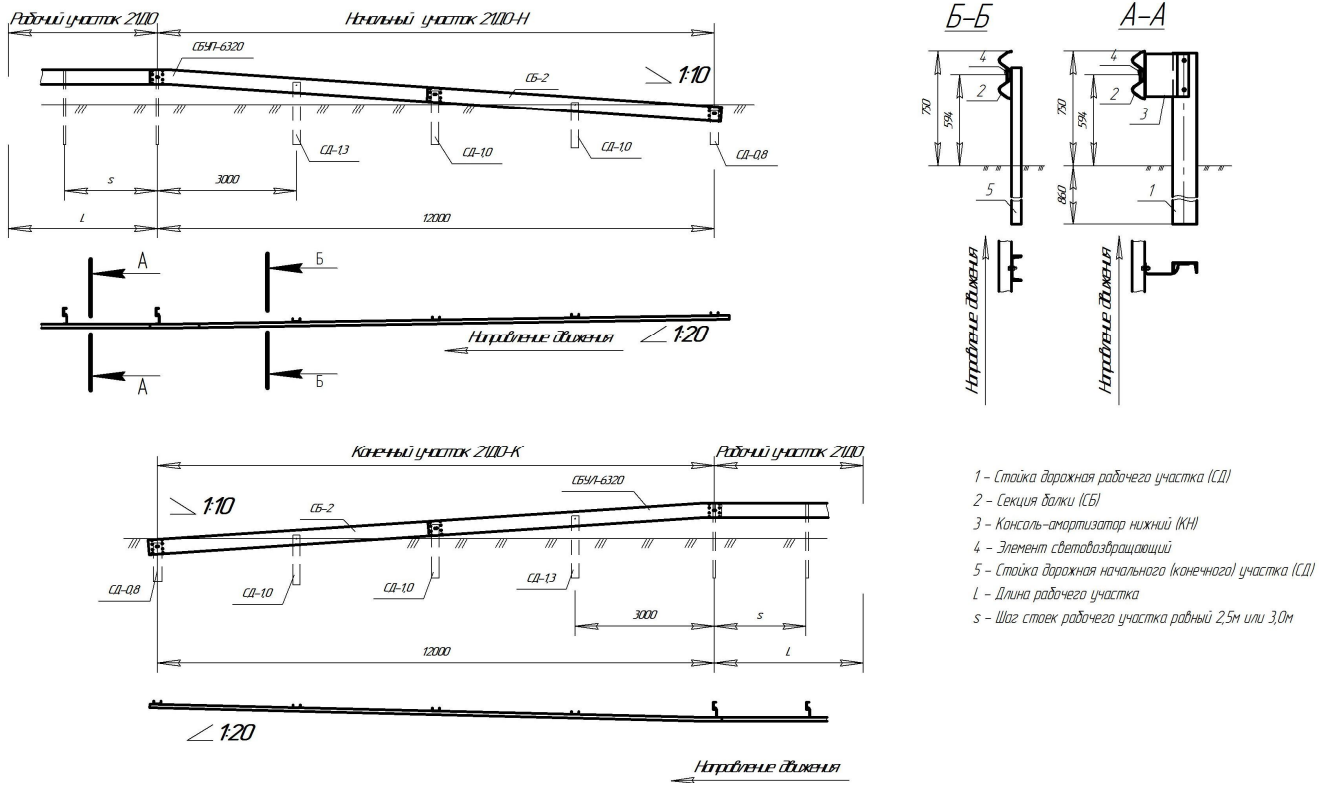 Рабочий участок 21ДО
Начальный участок 21ДО-Н
СБУП-6320
СБ-2
1:10
СД-1,3
СД-1,0
СД-1,0
СД-0,8
s
3000
L
12000
А
Б
Направление движения
1:20
А
Б
Б-Б
А-А
4
2
750
594
5
4
2
3
750
594
860
1
Направление движения
Направление движения
Конечный участок 21ДО-К
Рабочий участок 21ДО
1:10
СБ-2
СБУЛ-6320
СД-0,8
СД-1,0
СД-1,0
СД-1,3
3000
s
12000
L
1:20
Направление движения
1 - Стойка дорожная рабочего участка (СД)
2 - Секция балки (СБ)
3 - Консоль-амортизатор нижний (КН)
4 - Элемент световозвращающий
5 - Стойка дорожная начального (конечного) участка (СД)
L - Длина рабочего участка
s - Шаг стоек рабочего участка равный 2,5м или 3,0м